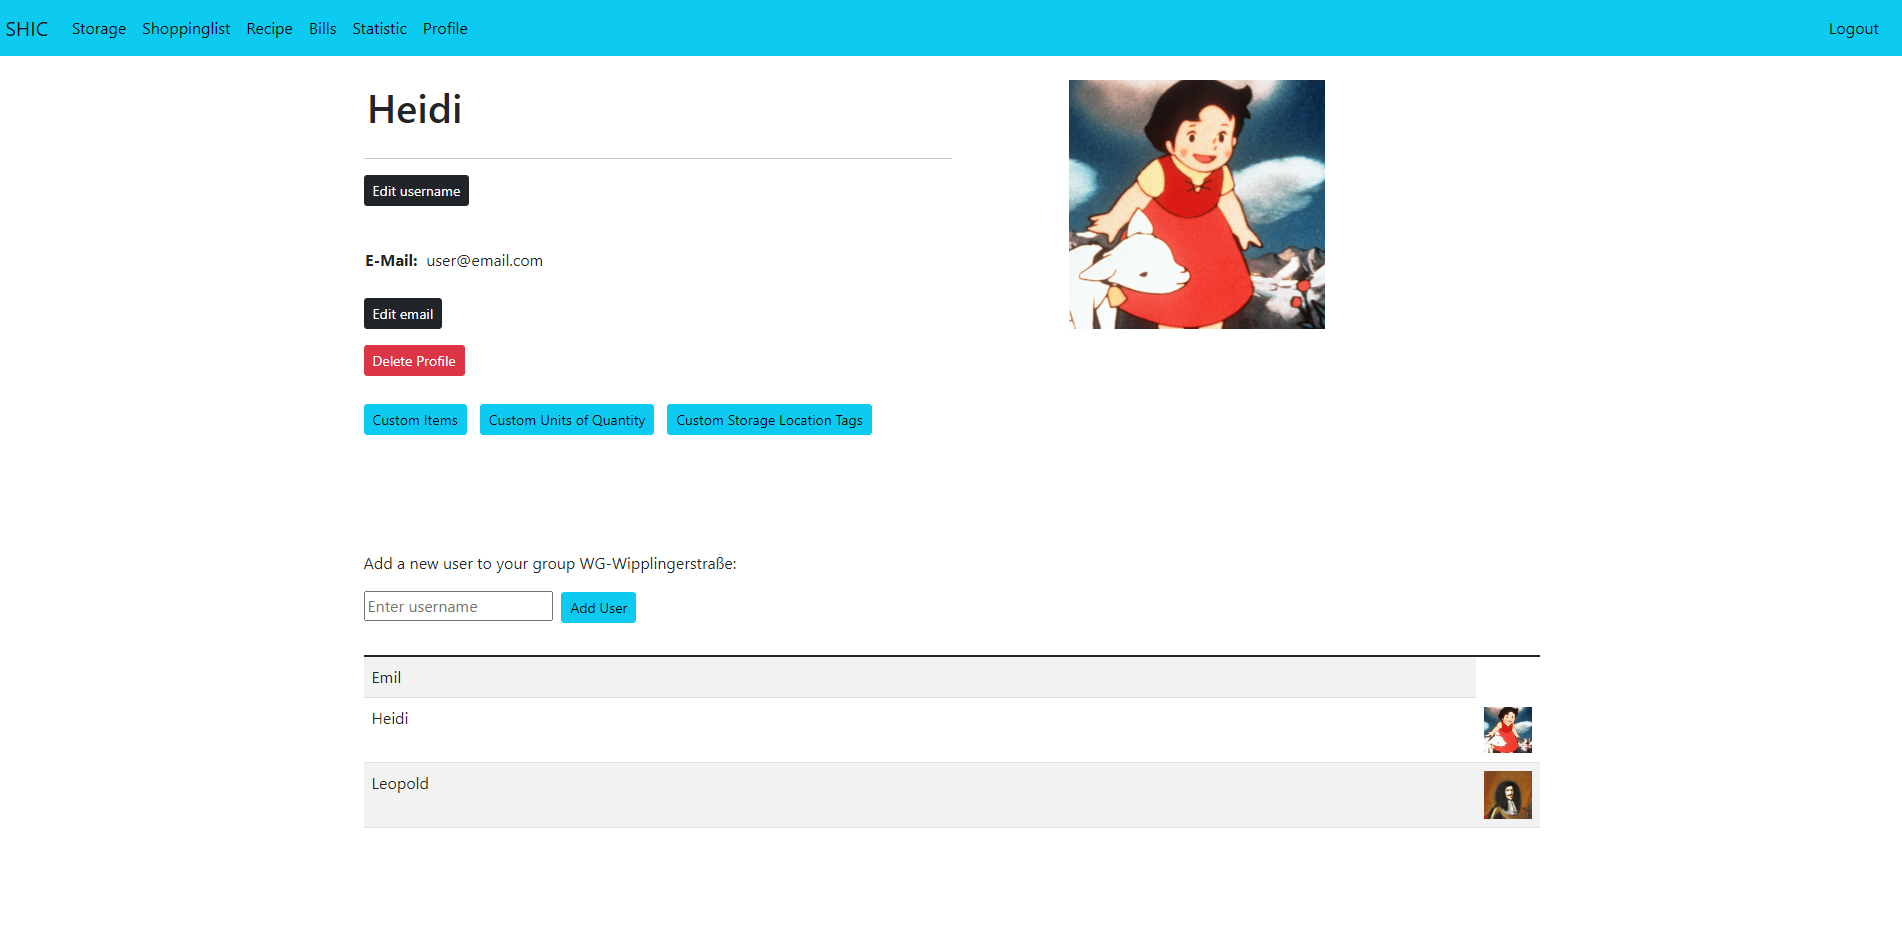 SHIC Storage Shoppinglist Recipe Bills Statistic Profile Logout
Heidi
Edit username
E-Mail: user@email.com
Edit email
Delete Profile
Custom Items Custom Units of Quantity Custom Storage Location Tags
Add a new user to your group WG-Wipplingerstraße:
Enter username Add User
Emil
Heidi
Leopold